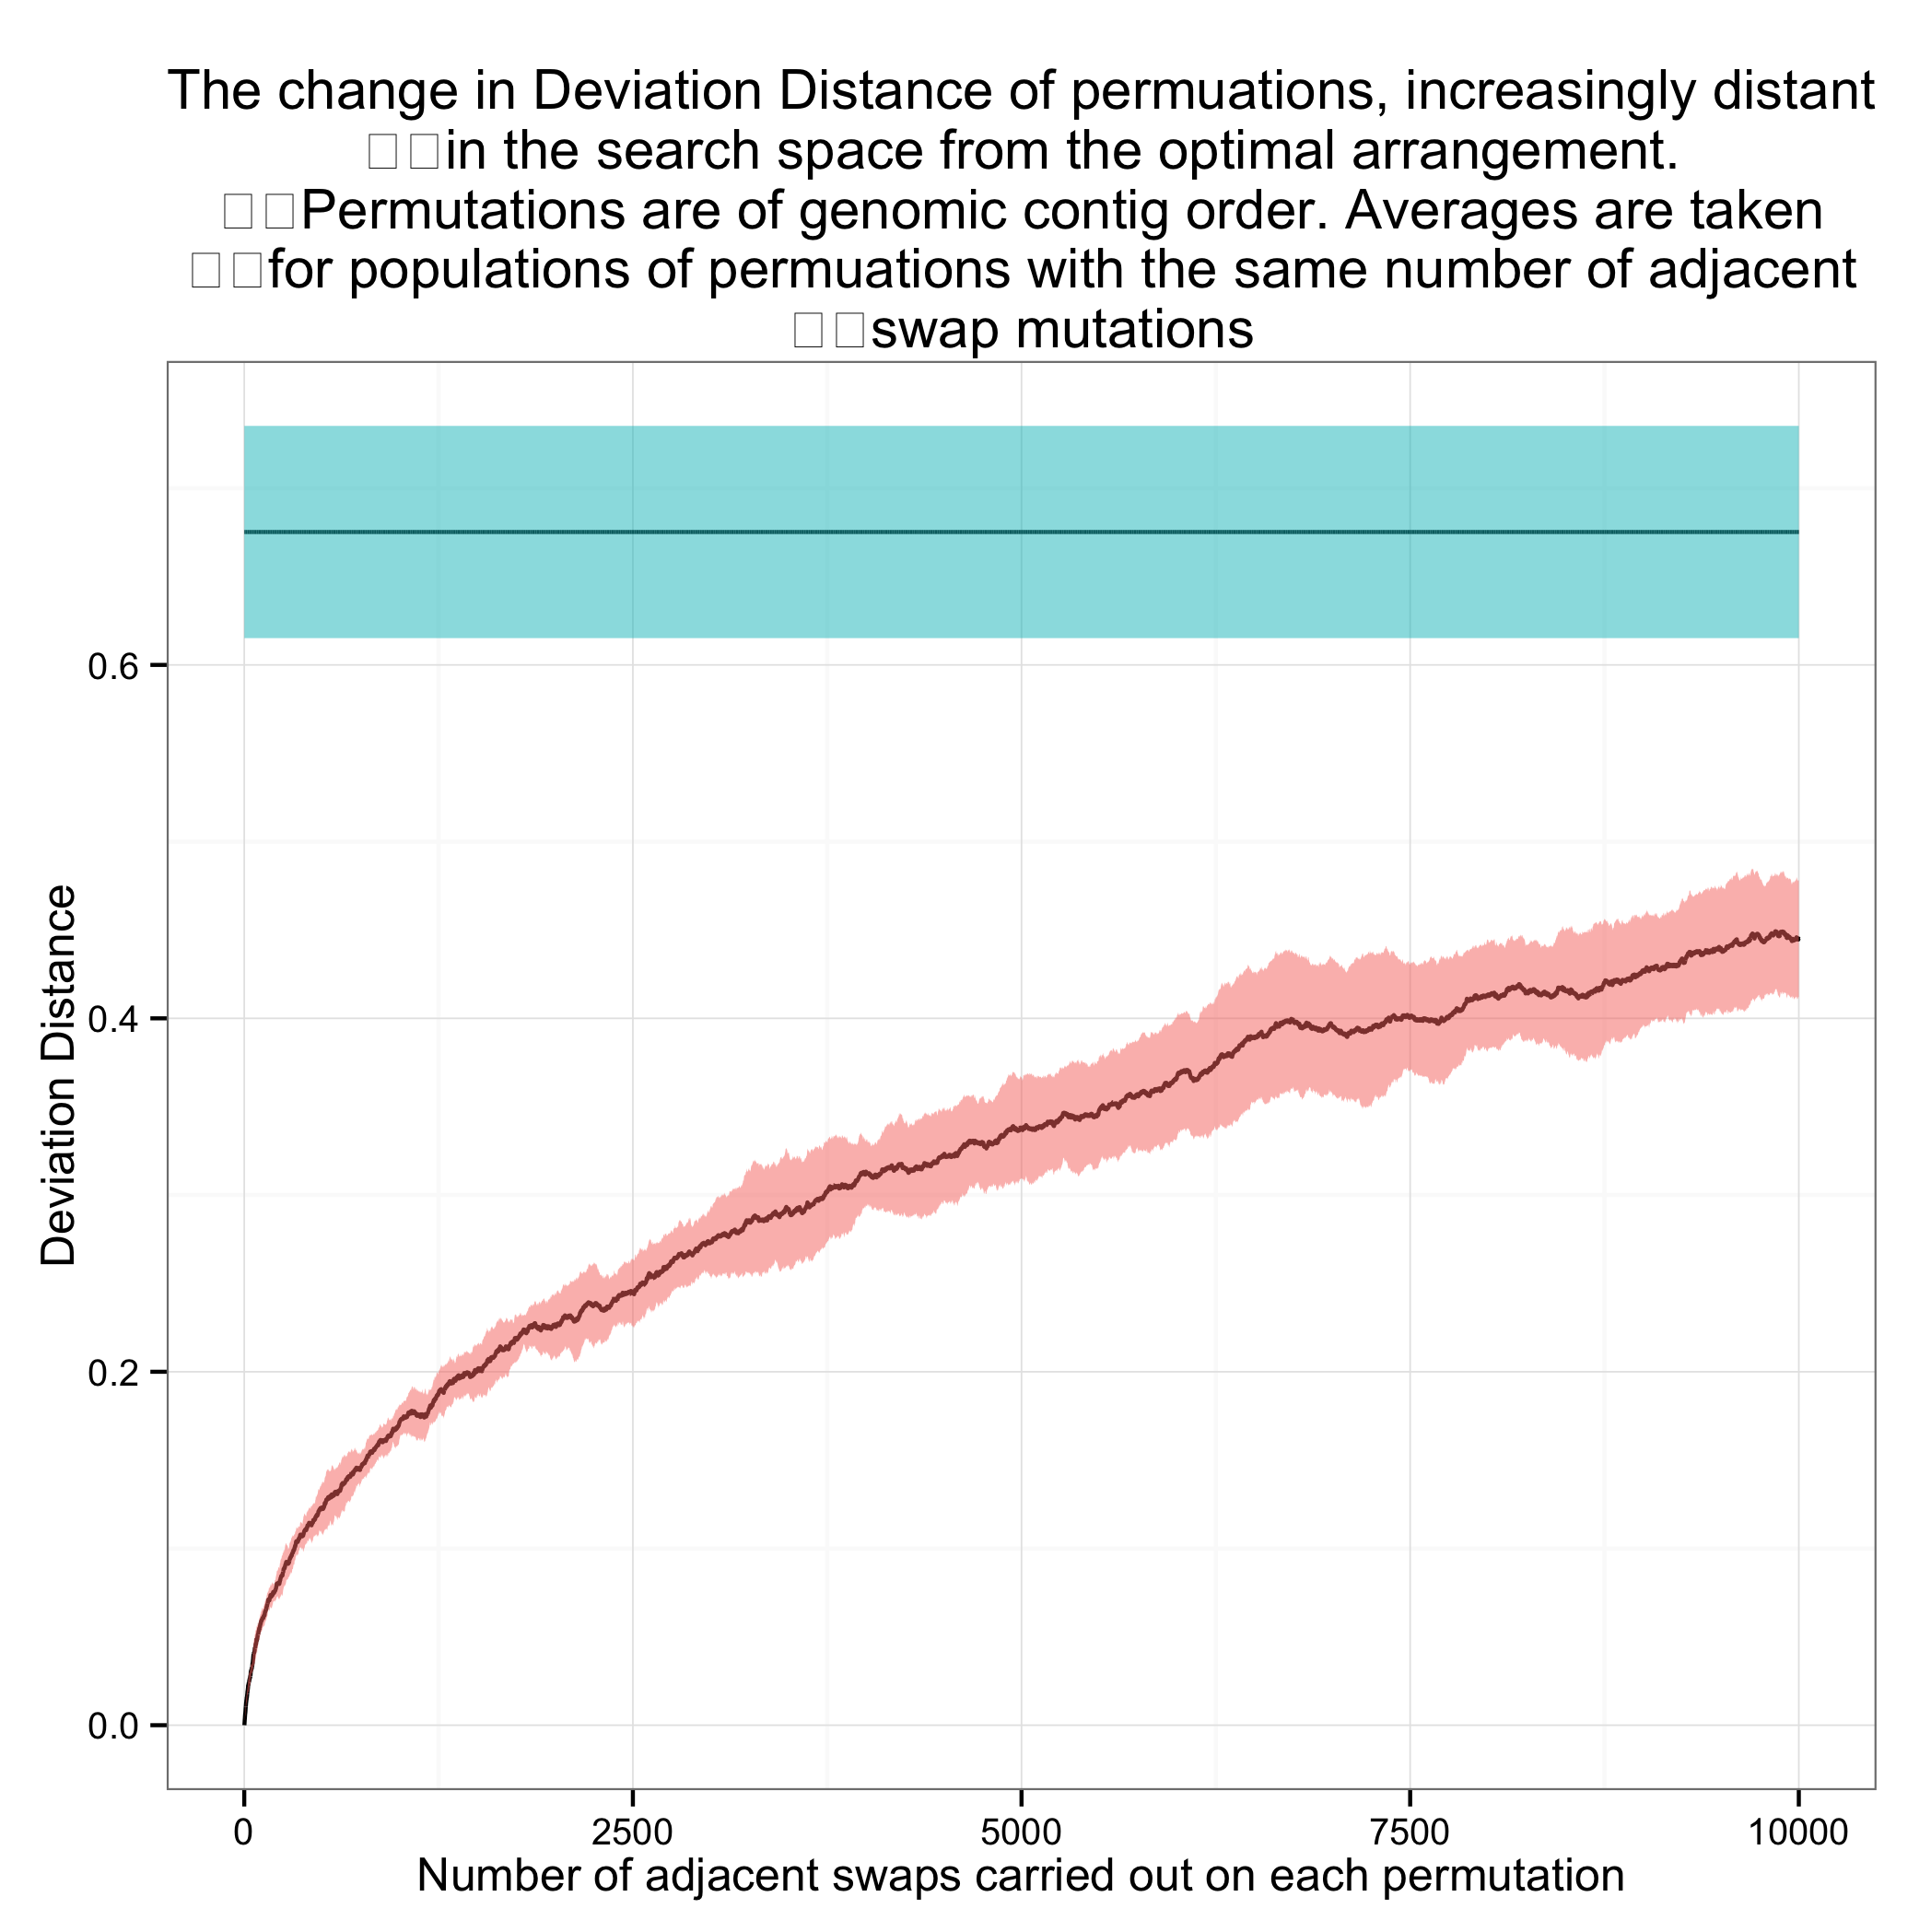 The change in Deviation Distance of permuations, increasingly distant
in the search space from the optimal arrangement.
Permutations are of genomic contig order. Averages are taken
for populations of permuations with the same number of adjacent
swap mutations
0.6
0.4
0.2
0.0
Deviation Distance
0 2500 5000 7500 10000
Number of adjacent swaps carried out on each permutation